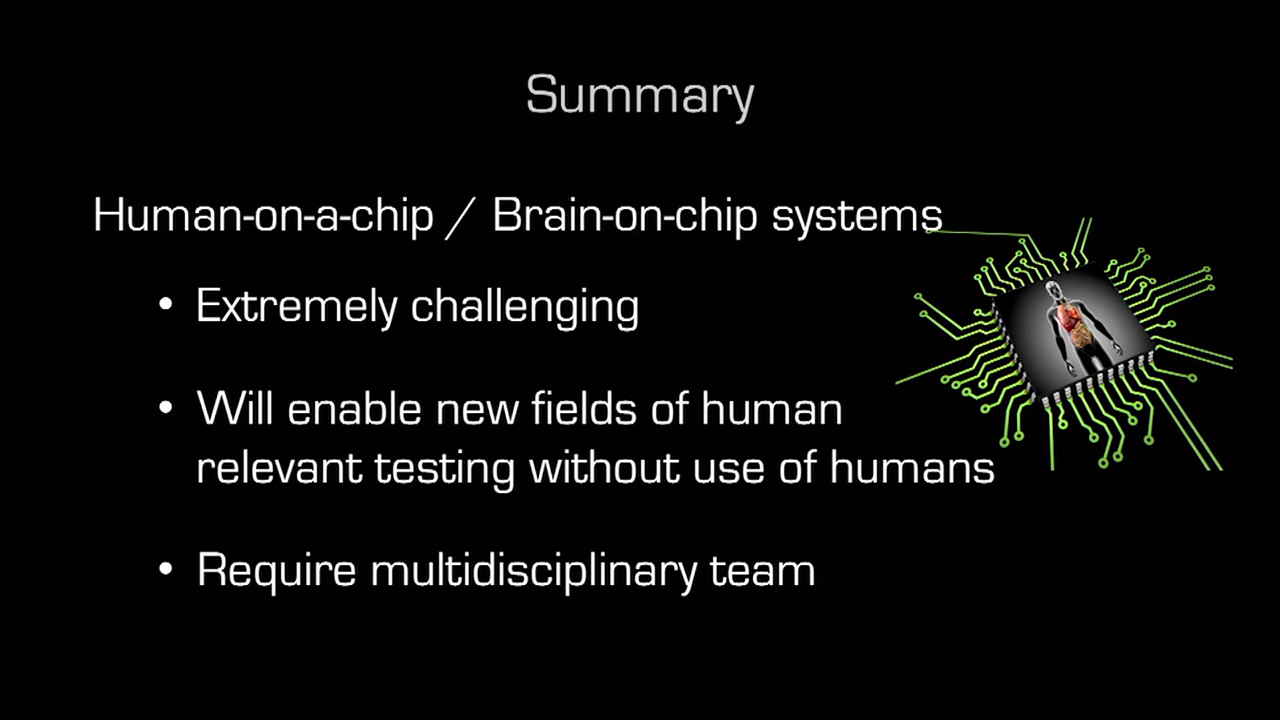 Summary
Human-on-a-chip / Brain-on-chip systems
• Extremely challenging
• Will enable new fields of human
relevant testing without use of humans
• Require multidisciplinary team